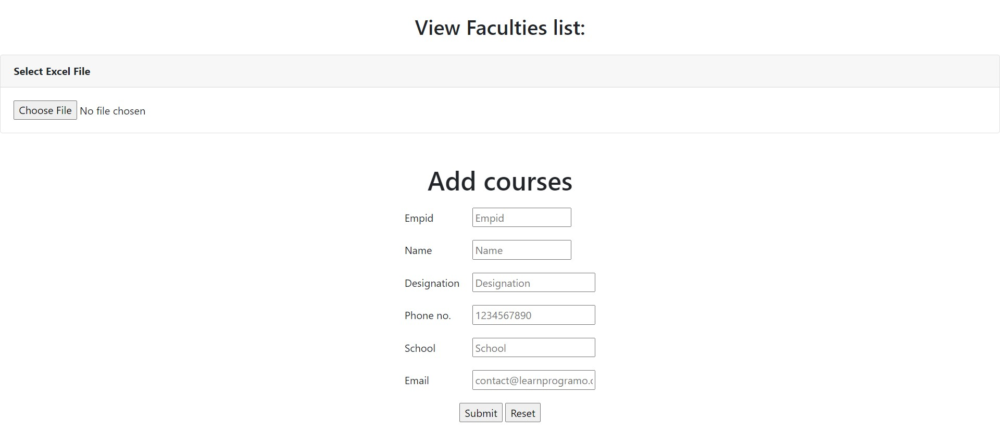 View Faculties list:
Select Excel File
Choose File No file chosen
Add courses
Empid Empid
Name Name
Designation Designation
Phone no. 1234567890
School School
Email contact@learnprogramo.
Submit Reset